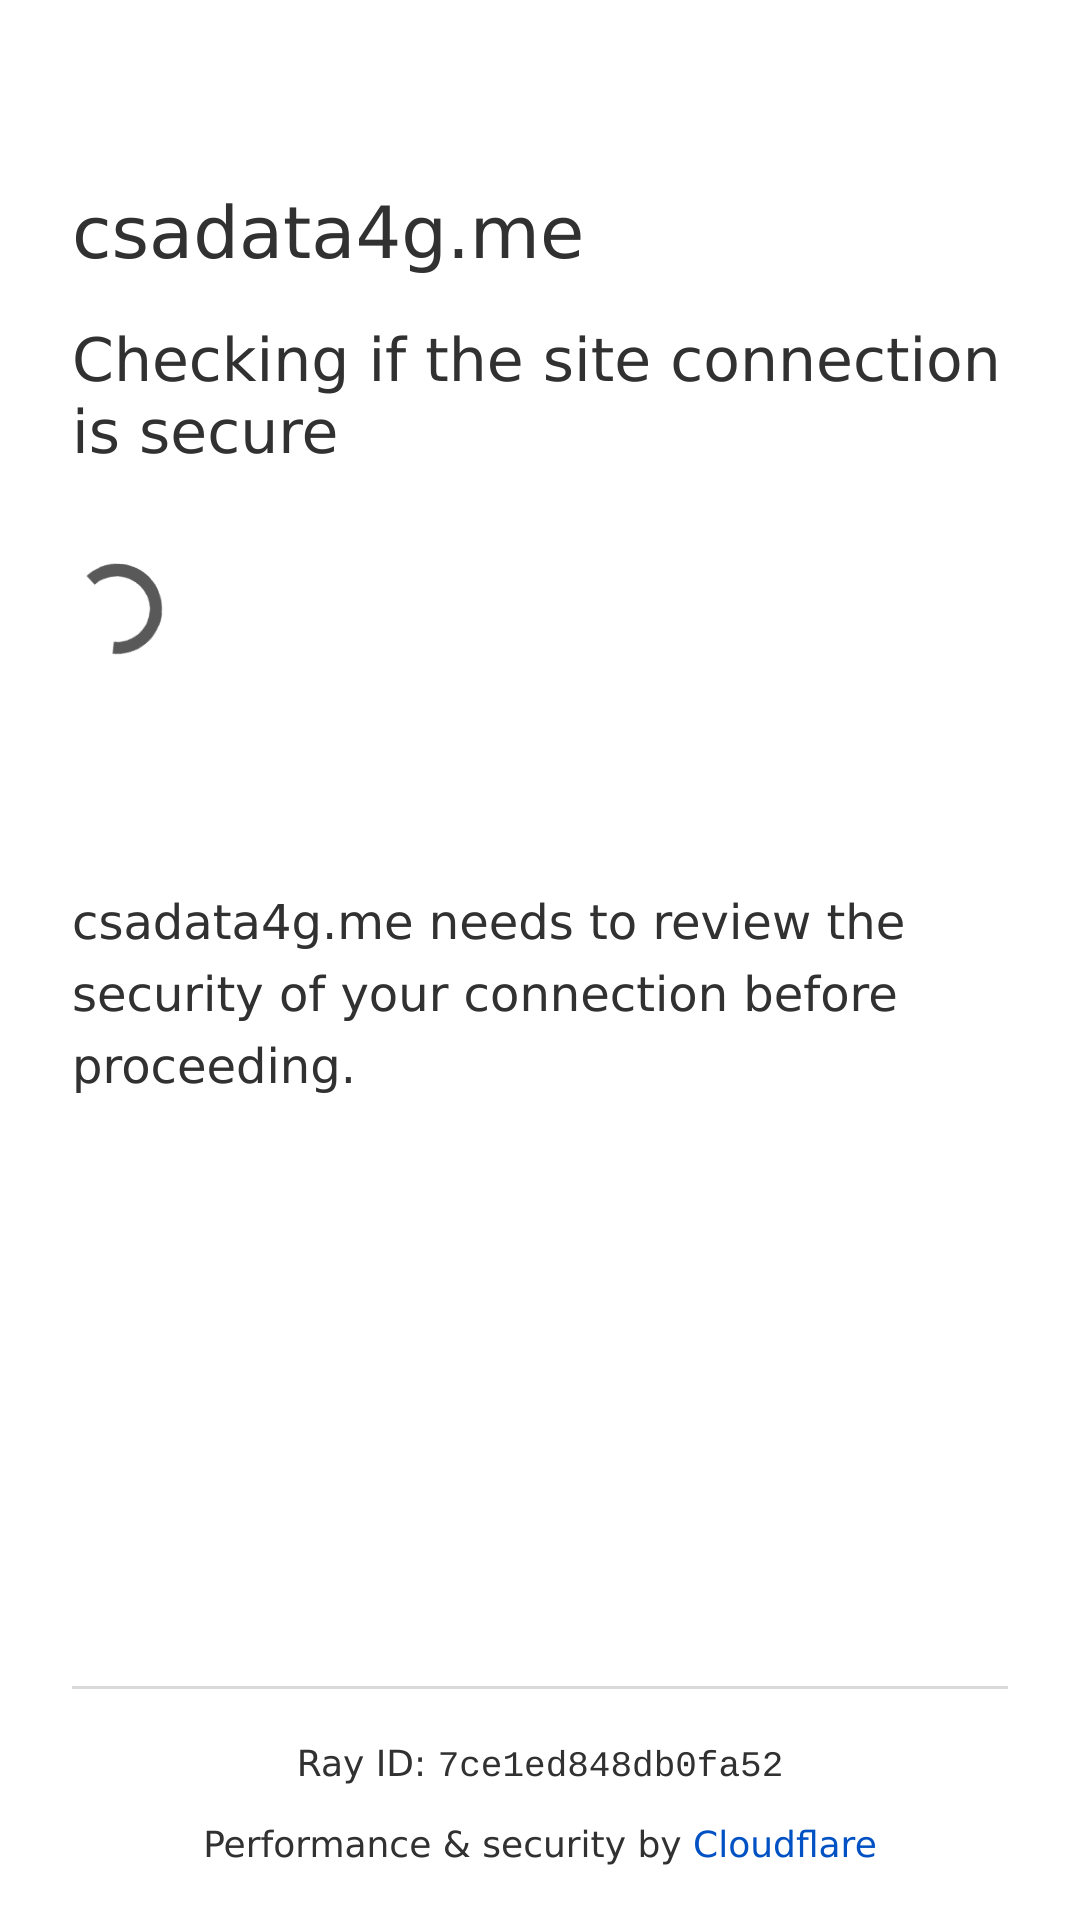 csadata4g.me
Checking if the site connection
is secure
csadata4g.me needs to review the
security of your connection before
proceeding.
Ray ID: 7ce1ed848db0fa52
Performance & security by Cloudflare